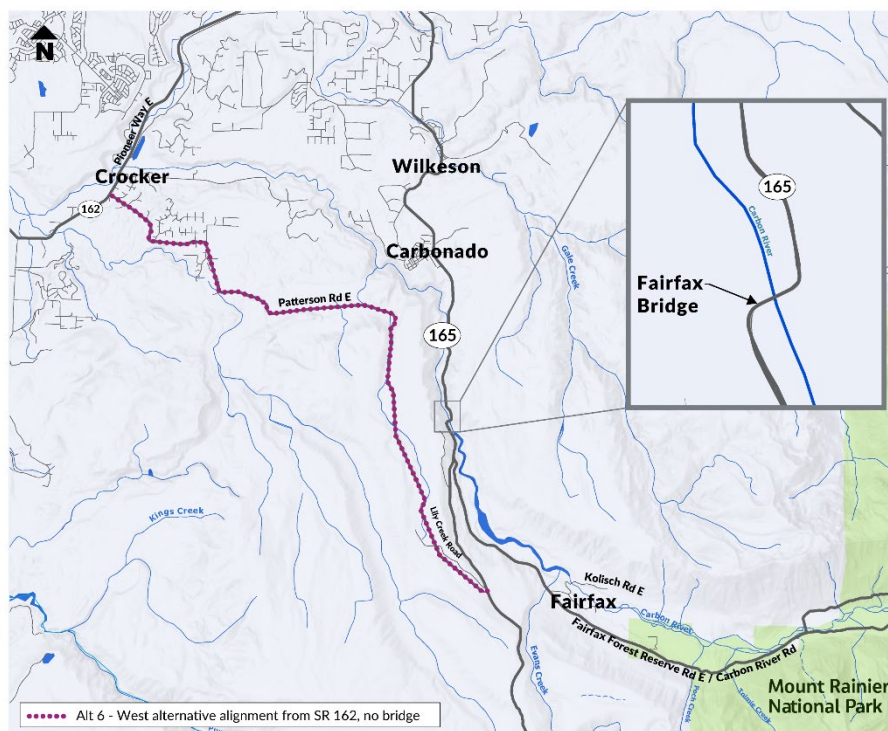 N
Pioneer Way E
Crocker
162
Wilkeson
Carbonado
Gale Creek
Patterson Rd E
165
Kings Creek
Lily Creek Road
Kolisch Rd E
Fairfax
Carbon River
Fairfax Forest Reserve Rd E / Carbon River Rd
Evans Creek
Mount Rainier
National Park
165
Carbon River
Fairfax
Bridge
Alt 6 - West alternative alignment from SR 162, no bridge